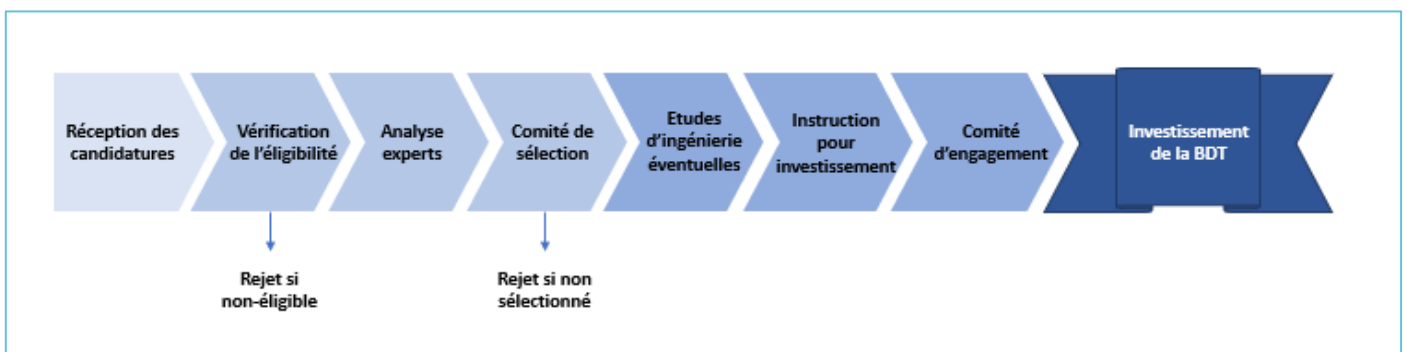 Réception des
candidatures
Vérification
de l'éligibilité
Analyse
experts
Comité de
sélection
Etudes
d'ingénierie
éventuelles
Instruction
pour
investissement
Comité
d'engagement
Investissement
de la BDT
Rejet si
non-éligible
Rejet si non
sélectionné